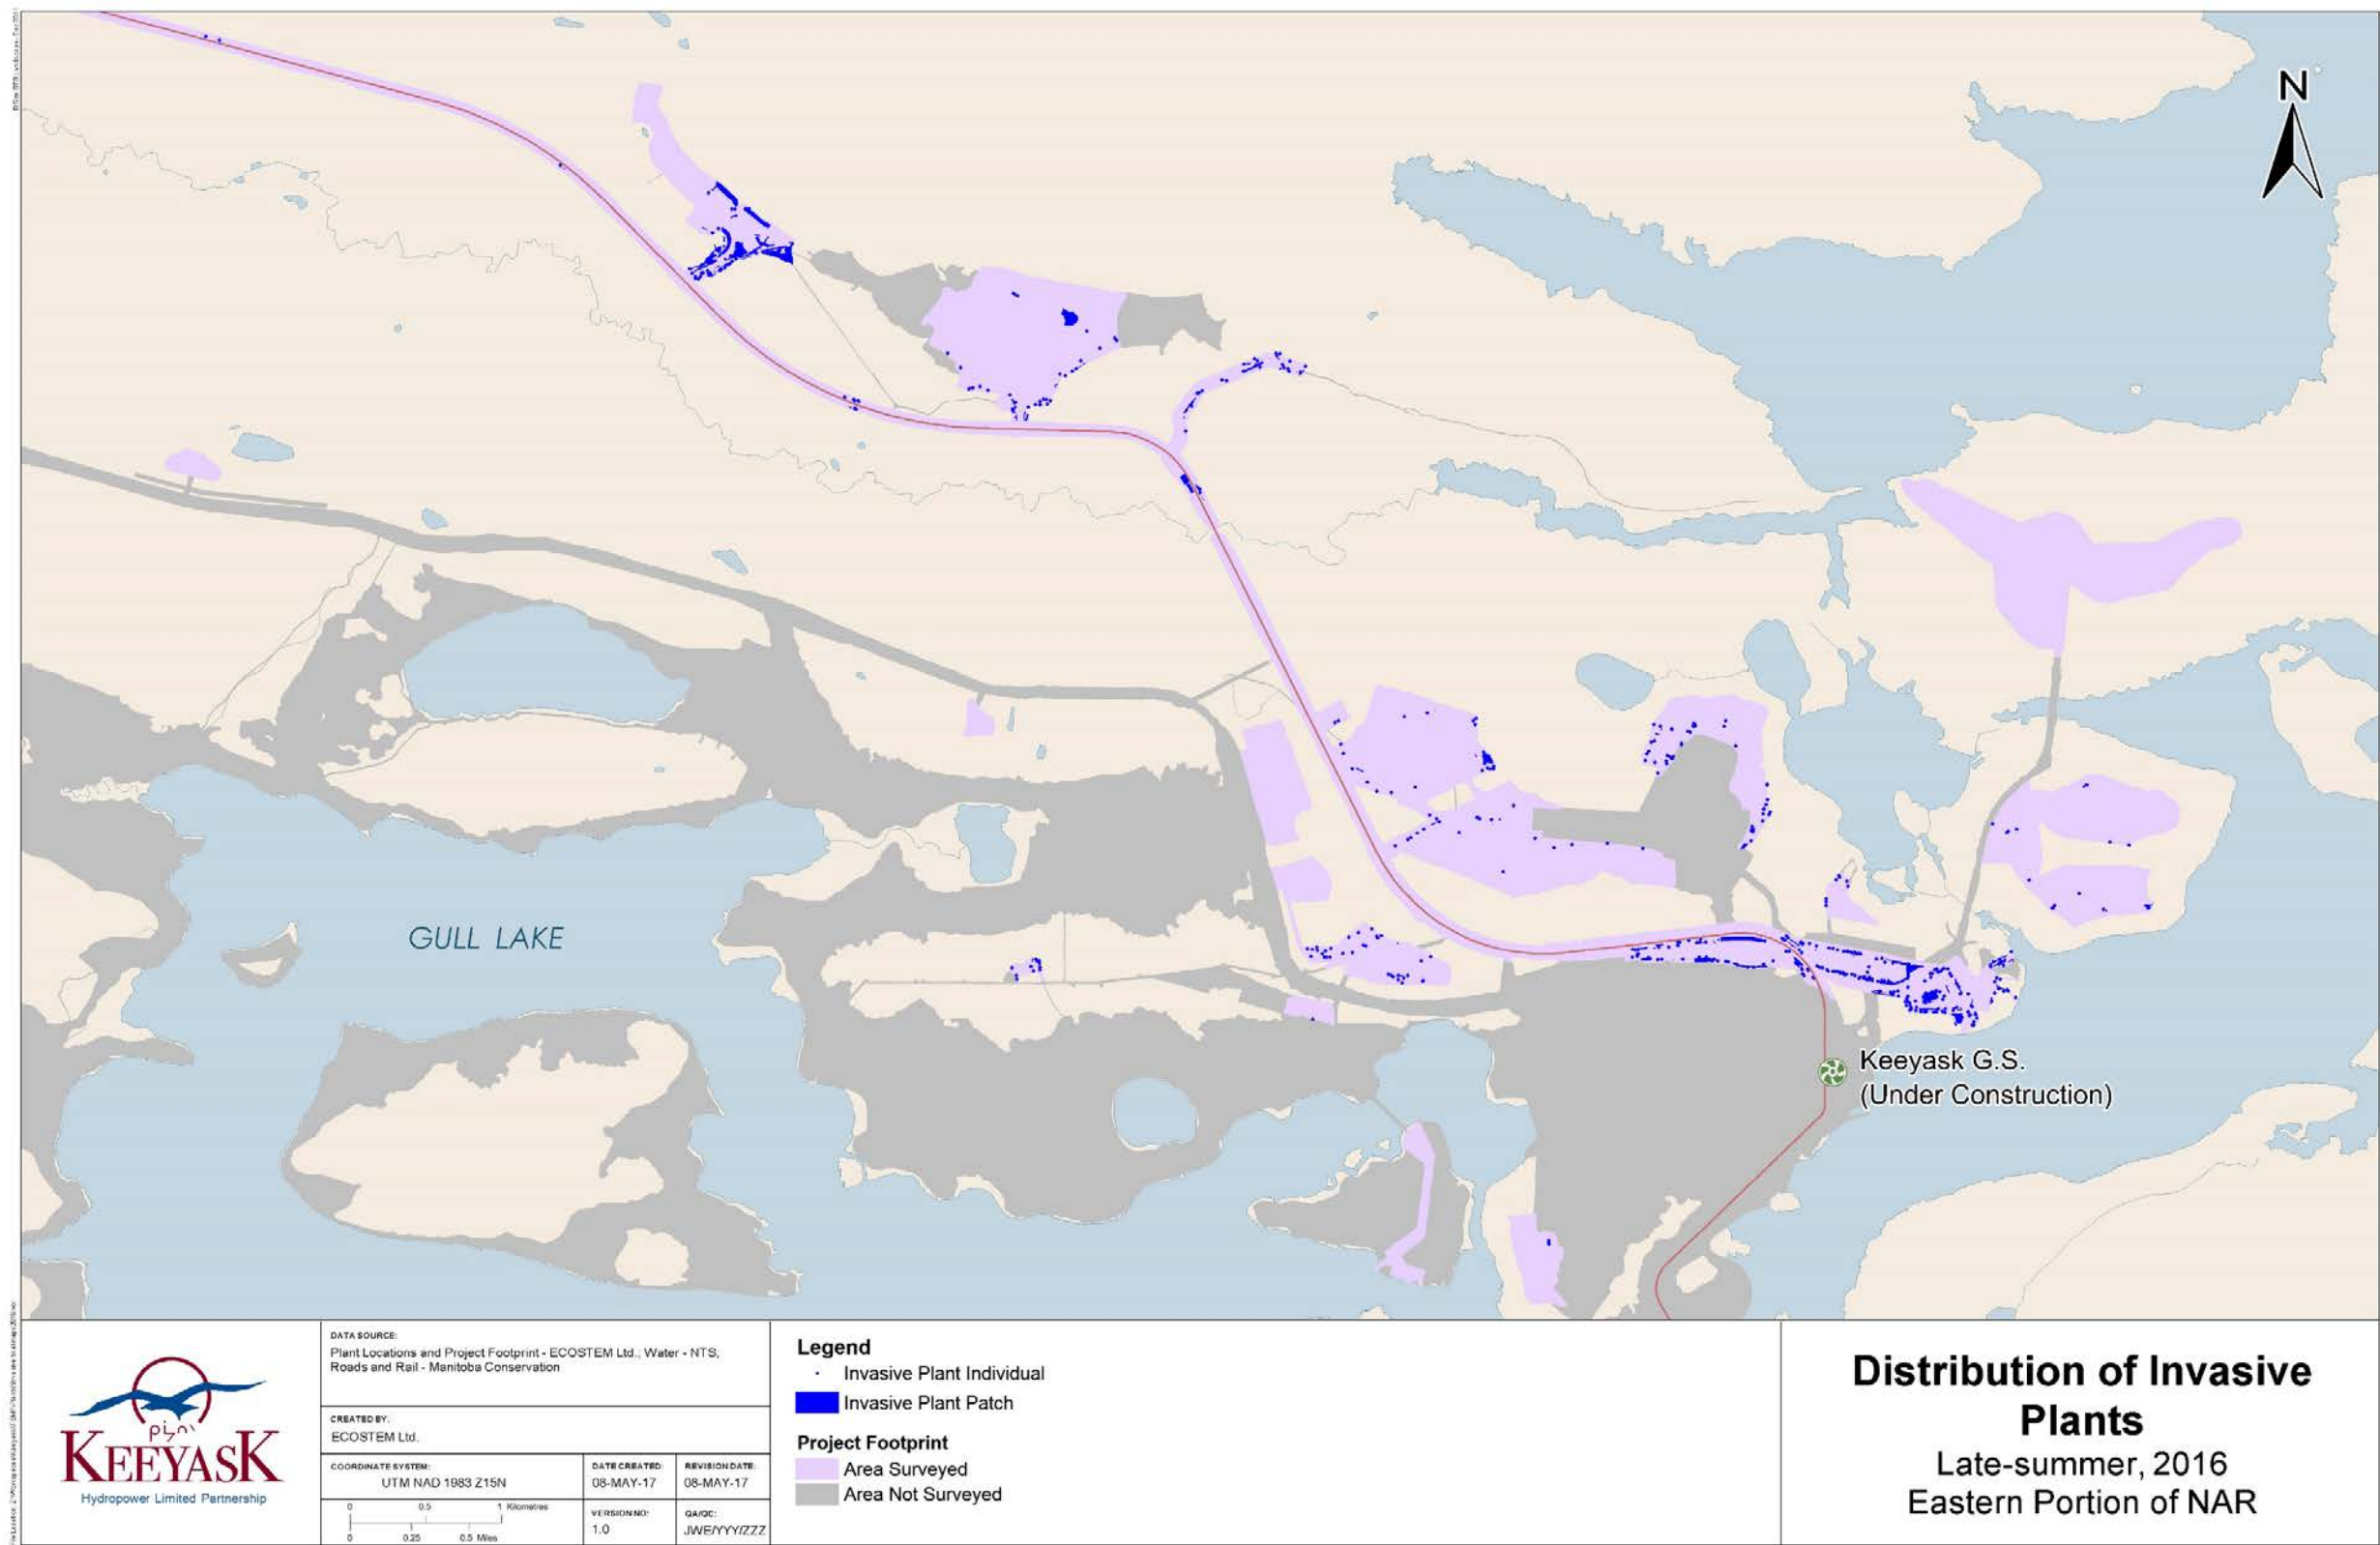 N
GULL LAKE
Keeyask G.S.
(Under Construction)
KEEYASK
Hydropower Limited Partnership
DATA SOURCE:
Plant Locations and Project Footprint - ECOSTEM Ltd.; Water - NTS;
Roads and Rail - Manitoba Conservation
CREATED BY:
ECOSTEM Ltd.
COORDINATE SYSTEM:
UTM NAD 1983 Z15N
DATE CREATED:
08-MAY-17
REVISION DATE:
08-MAY-17
0 0.5 1 Kilometres
0 0.25 0.5 Miles
VERSION NO:
1.0
QA/QC:
JWE/YYY/ZZZ
Legend
Invasive Plant Individual
Invasive Plant Patch
Project Footprint
Area Surveyed
Area Not Surveyed
Distribution of Invasive
Plants
Late-summer, 2016
Eastern Portion of NAR